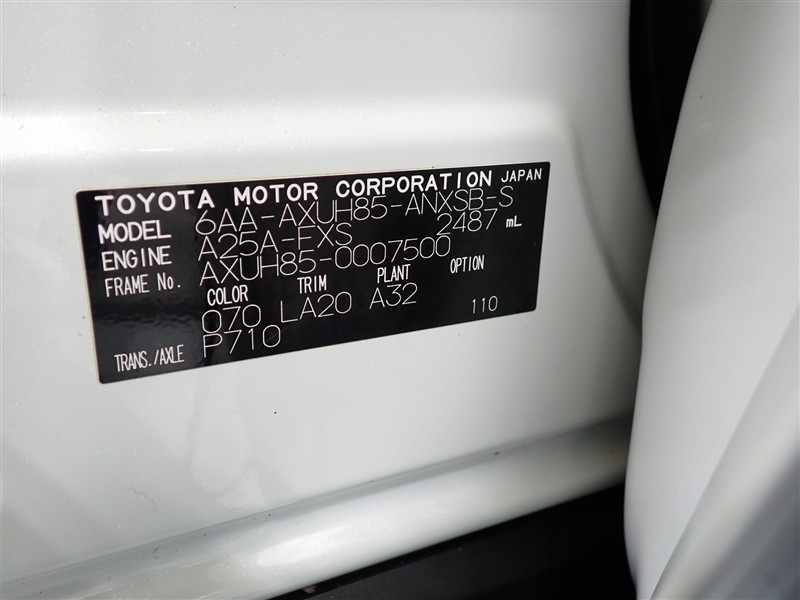 TOYOTA MOTOR CORPORATION JAPAN
MODEL 6AA-AXUH85-ANXSB-S
ENGINE A25A-FXS 2487 mL
FRAME No. AXUH85-0007500
COLOR TRIM PLANT OPTION
070 LA20 A32 110
TRANS./AXLE P710